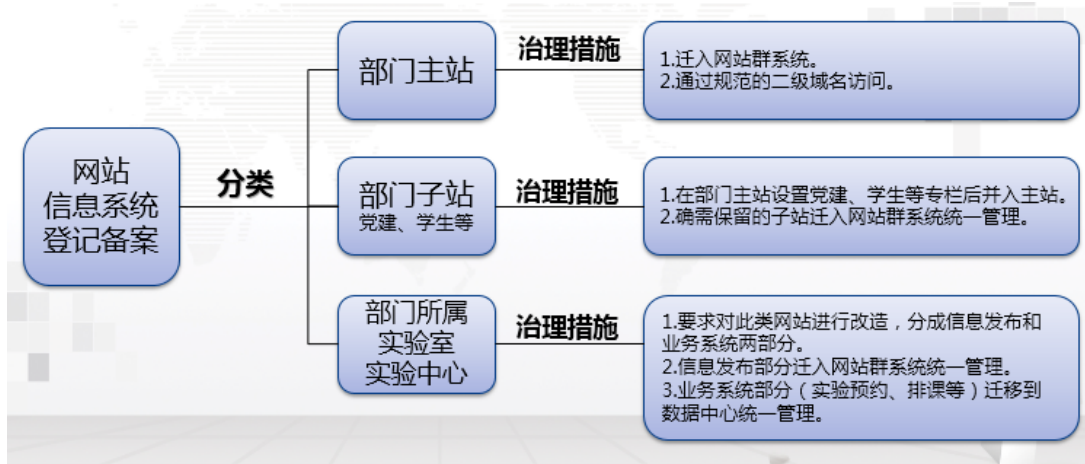 网站
信息系统
登记备案
分类
部门主站
治理措施
1.迁入网站群系统。
2.通过规范的二级域名访问。
部门子站
党建、学生等
治理措施
1.在部门主站设置党建、学生等专栏后并入主站。
2.确需保留的子站迁入网站群系统统一管理。
部门所属
实验室
实验中心
治理措施
1.要求对此类网站进行改造，分成信息发布和
业务系统两部分。
2.信息发布部分迁入网站群系统统一管理。
3.业务系统部分（实验预约、排课等）迁移到
数据中心统一管理。